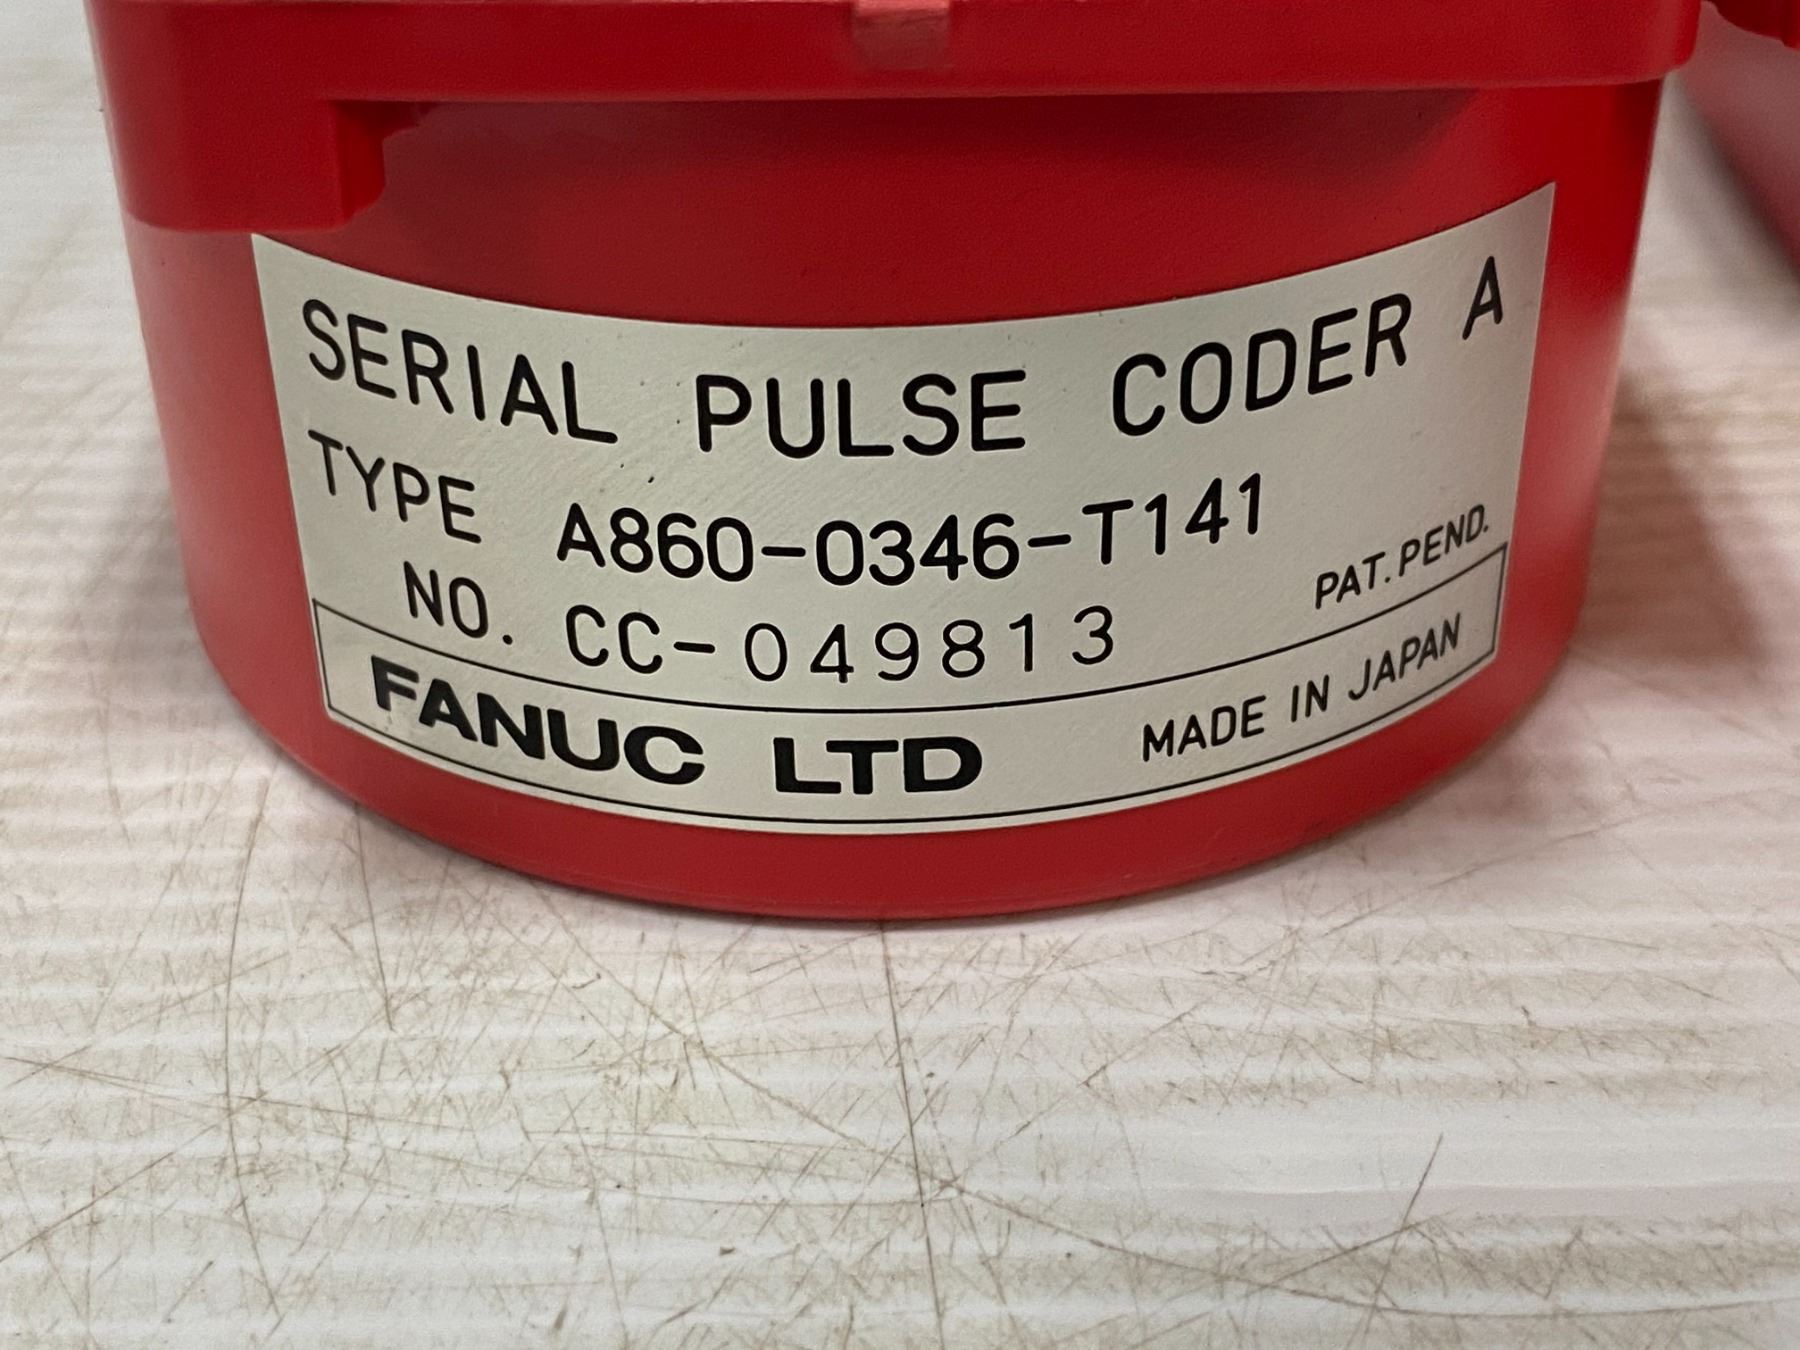 SERIAL PULSE CODER A
TYPE A860-0346-T141
NO. CC-049813
PAT. PEND.
FANUC LTD MADE IN JAPAN